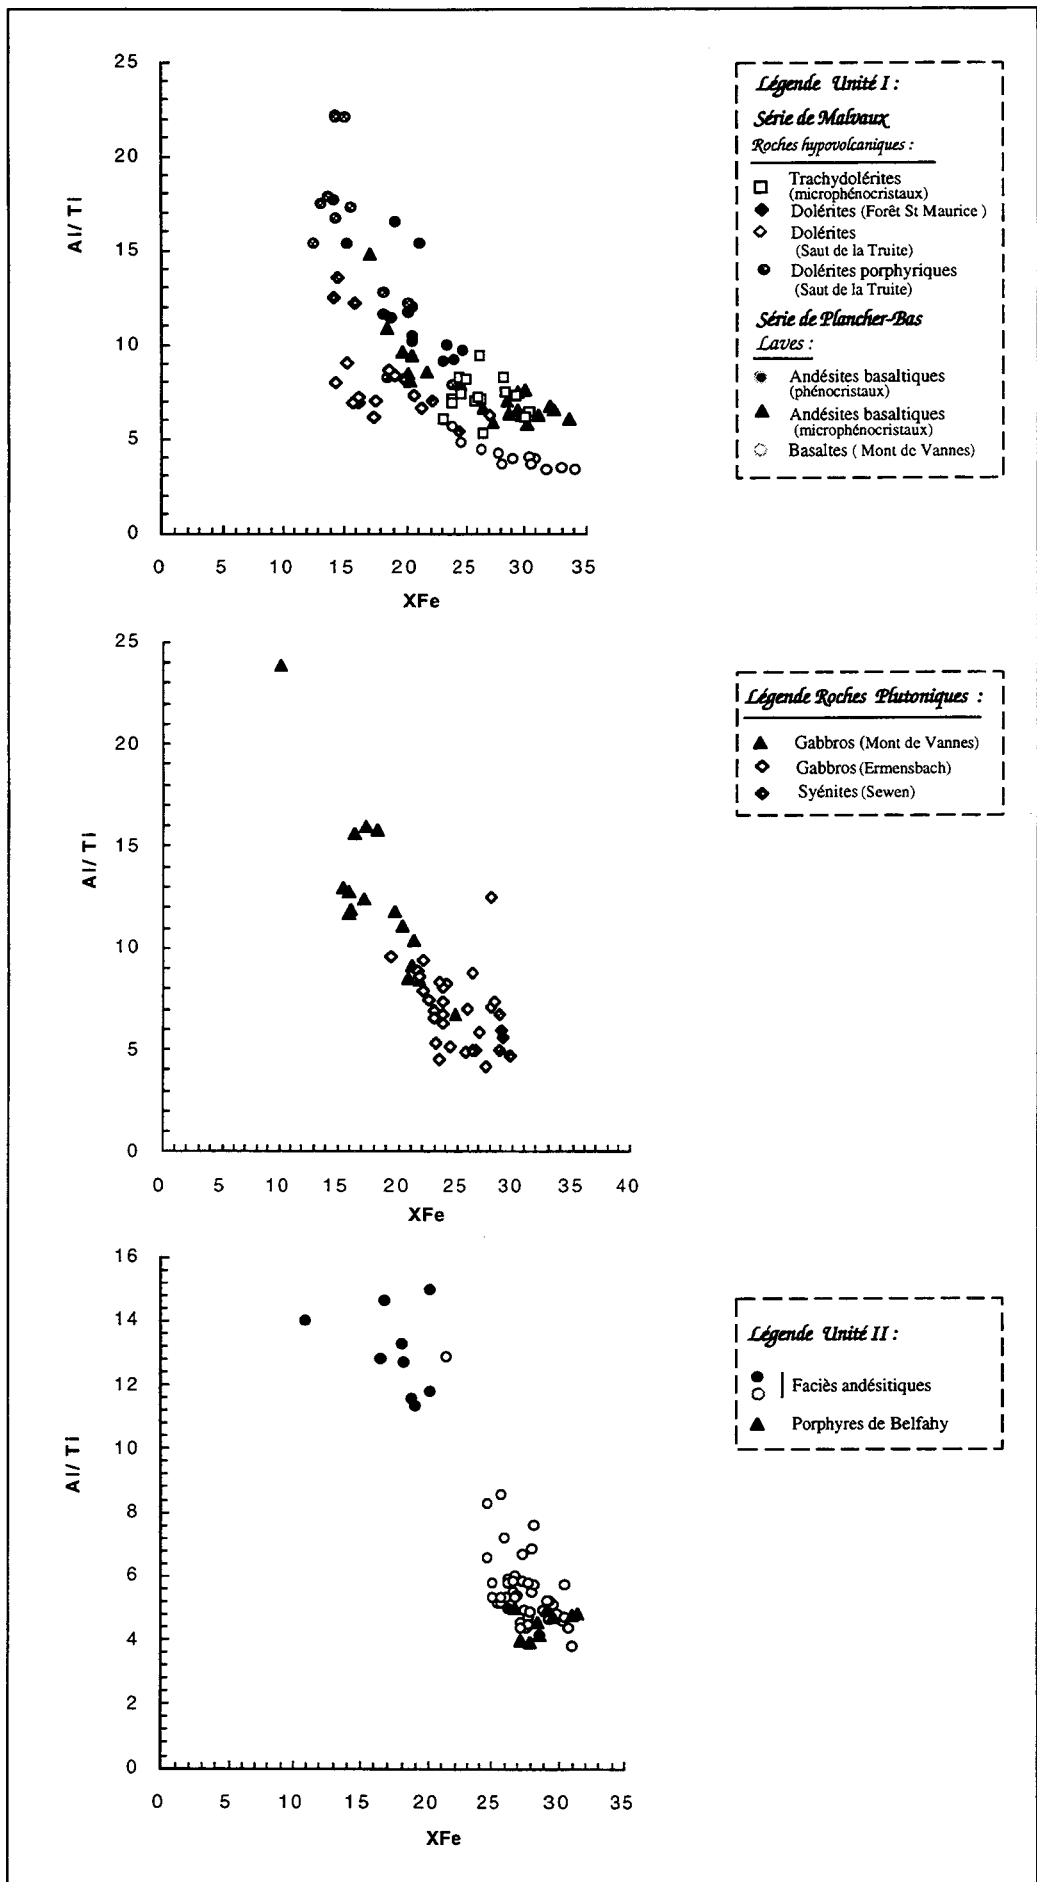 25
20
15
10
5
0
Al/ Ti
0 5 10 15 20 25 30 35
XFe
Légende Unité I :
Série de Malvaux
Roches hypovolcaniques :
Trachydolérites
(microphénocristaux)
Dolérites (Forêt St Maurice )
Dolérites
(Saut de la Truite)
Dolérites porphyriques
(Saut de la Truite)
Série de Plancher-Bas
Laves :
Andésites basaltiques
(phénocristaux)
Andésites basaltiques
(microphénocristaux)
Basaltes ( Mont de Vannes)
25
20
15
10
5
0
Al/ Ti
0 5 10 15 20 25 30 35 40
XFe
Légende Roches Plutoniques :
Gabbros (Mont de Vannes)
Gabbros (Ermensbach)
Syénites (Sewen)
16
14
12
10
8
6
4
2
0
Al/ Ti
0 5 10 15 20 25 30 35
XFe
Légende Unité II :
Faciès andésitiques
Porphyres de Belfahy